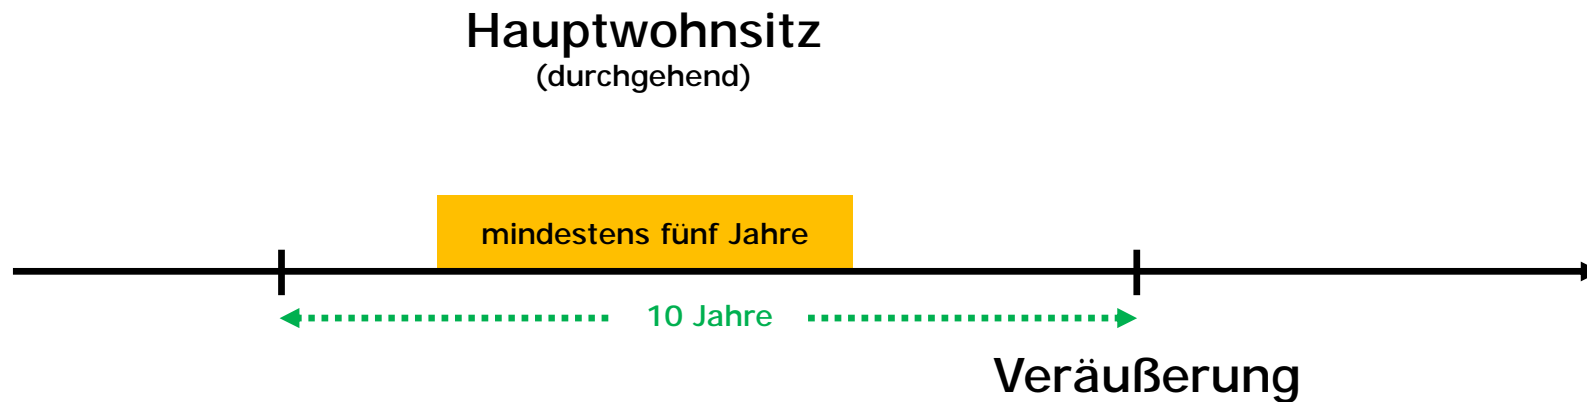 Hauptwohnsitz
(durchgehend)
mindestens fünf Jahre
10 Jahre
Veräußerung